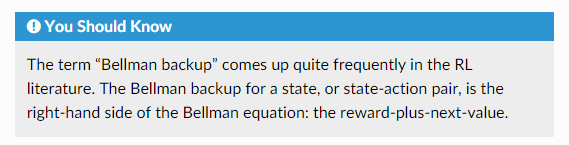 You Should Know
The term “Bellman backup” comes up quite frequently in the RL
literature. The Bellman backup for a state, or state-action pair, is the
right-hand side of the Bellman equation: the reward-plus-next-value.